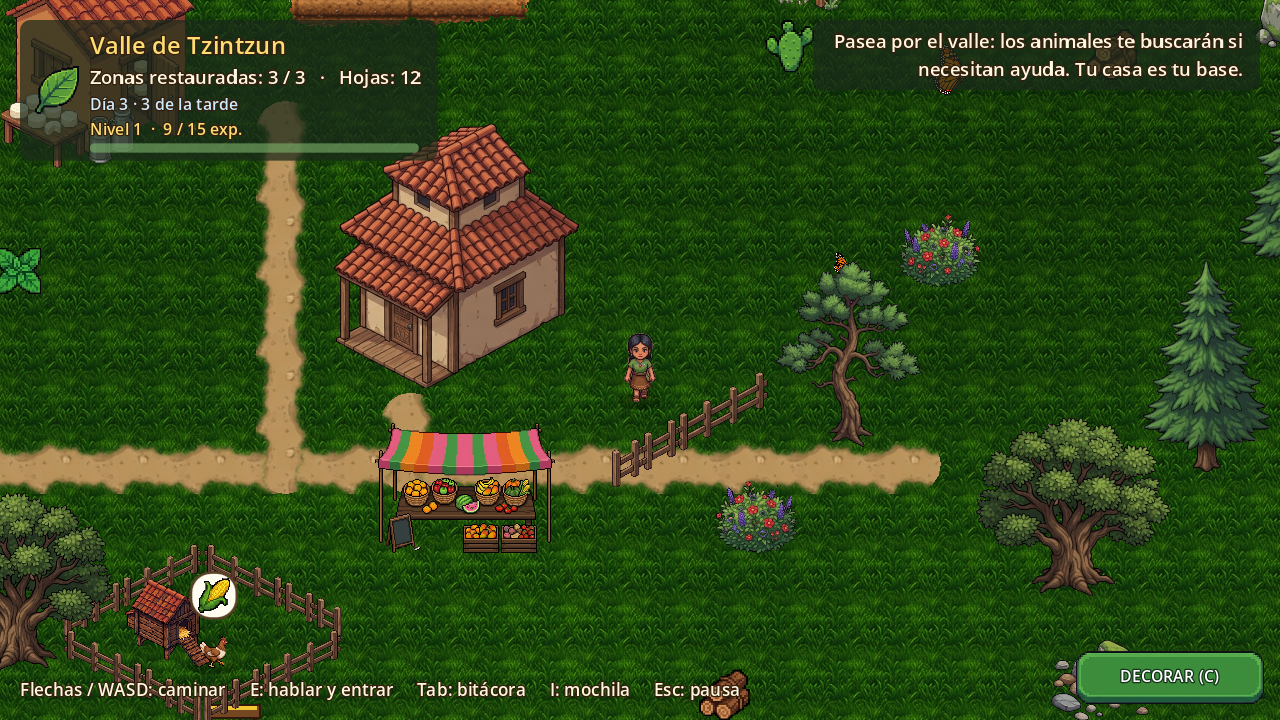 Valle de Tzintzun
Zonas restauradas: 3 / 3 · Hojas: 12
Día 3 · 3 de la tarde
Nivel 1 · 9 / 15 exp.
Pasea por el valle: los animales te buscarán si
necesitan ayuda. Tu casa es tu base.
Flechas / WASD: caminar E: hablar y entrar Tab: bitácora I: mochila Esc: pausa
DECORAR (C)